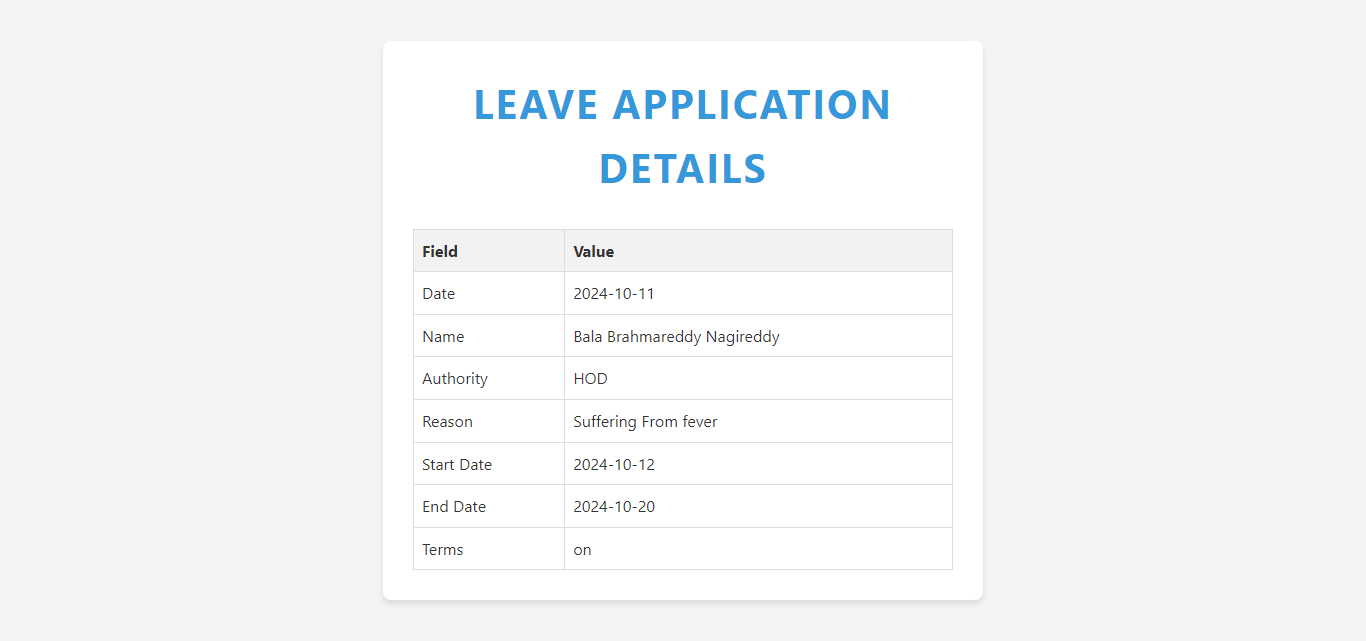 LEAVE APPLICATION
DETAILS
Field Value
Date 2024-10-11
Name Bala Brahmareddy Nagireddy
Authority HOD
Reason Suffering From fever
Start Date 2024-10-12
End Date 2024-10-20
Terms on